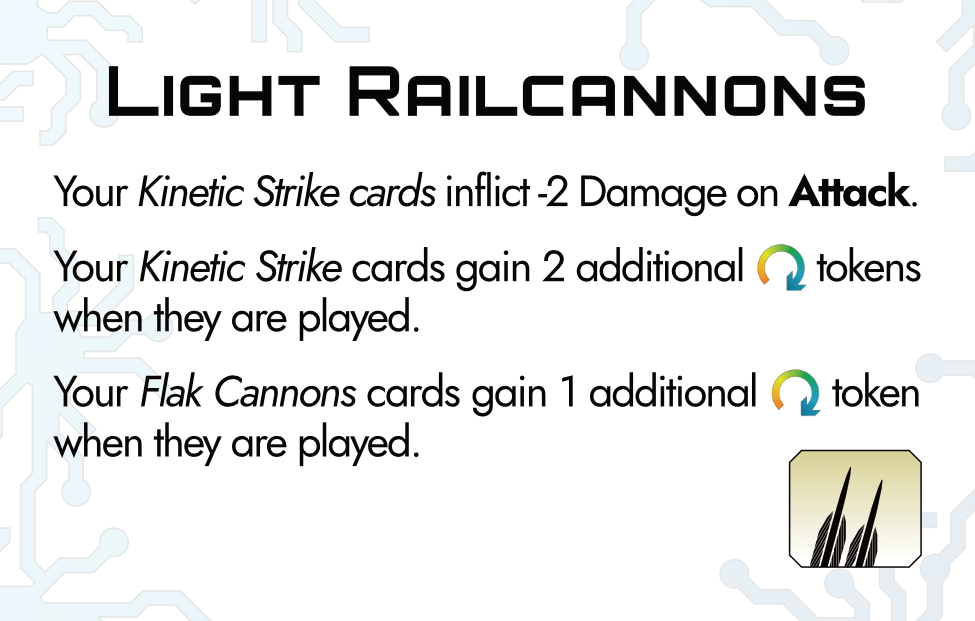 LIGHT RAILCANNONS
Your Kinetic Strike cards inflict -2 Damage on Attack.
Your Kinetic Strike cards gain 2 additional tokens
when they are played.
Your Flak Cannons cards gain 1 additional token
when they are played.